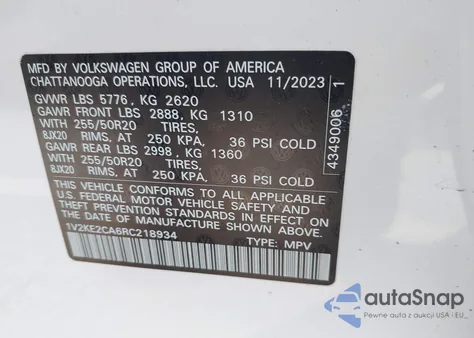 MFD BY VOLKSWAGEN GROUP OF AMERICA
CHATTANOOGA OPERATIONS, LLC. USA 11/2023
GVWR LBS 5776, KG 2620
GAWR FRONT LBS 2888, KG 1310
WITH 255/50R20 TIRES,
8JX20 RIMS, AT 250 KPA, 36 PSI COLD
GAWR REAR LBS 2998, KG 1360
WITH 255/50R20 TIRES,
8JX20 RIMS, AT 250 KPA, 36 PSI COLD
THIS VEHICLE CONFORMS TO ALL APPLICABLE
U.S. FEDERAL MOTOR VEHICLE SAFETY AND
THEFT PREVENTION STANDARDS IN EFFECT ON
THE DATE OF MANUFACTURE SHOWN ABOVE.
1V2KE2CA6RC218934 TYPE: MPV
4349006 1
autoSnap
Pewne auta z USA i EU